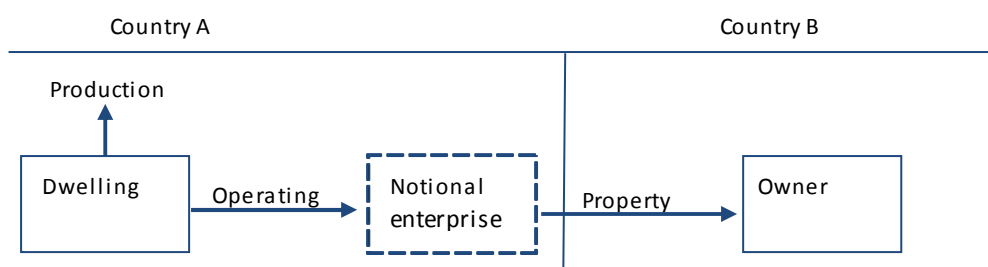 Country A
Country B
Production
Dwelling
Operating
Notional
enterprise
Property
Owner